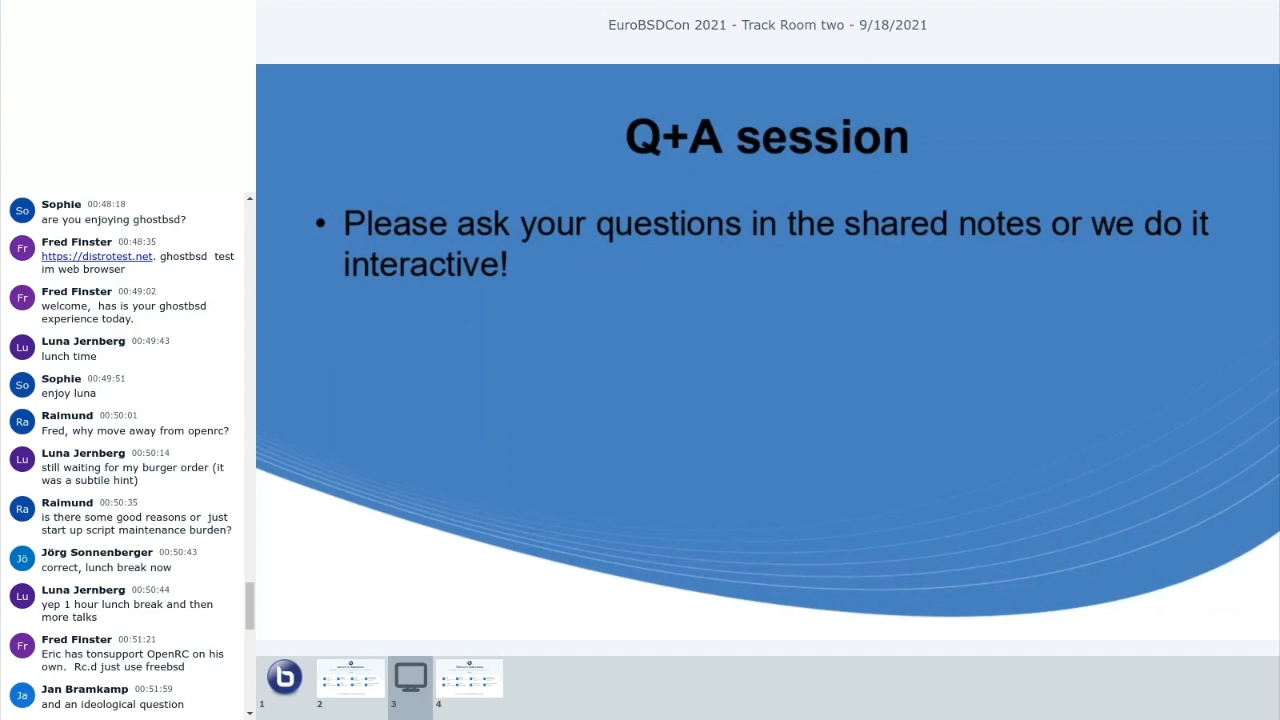 EuroBSDCon 2021 - Track Room two - 9/18/2021
Q+A session
• Please ask your questions in the shared notes or we do it
interactive!
So
Sophie 00:48:18
are you enjoying ghostbsd?
Fr
Fred Finster 00:48:35
https://distrotest.net. ghostbsd test
im web browser
Fr
Fred Finster 00:49:02
welcome, has is your ghostbsd
experience today.
Lu
Luna Jernberg 00:49:43
lunch time
So
Sophie 00:49:51
enjoy luna
Ra
Raimund 00:50:01
Fred, why move away from openrc?
Lu
Luna Jernberg 00:50:14
still waiting for my burger order (it
was a subtile hint)
Ra
Raimund 00:50:35
is there some good reasons or just
start up script maintenance burden?
Jö
Jörg Sonnenberger 00:50:43
correct, lunch break now
Lu
Luna Jernberg 00:50:44
yep 1 hour lunch break and then
more talks
Fr
Fred Finster 00:51:21
Eric has tonsupport OpenRC on his
own. Rc.d just use freebsd
Ja
Jan Bramkamp 00:51:59
and an ideological question
b
1
2
3
4